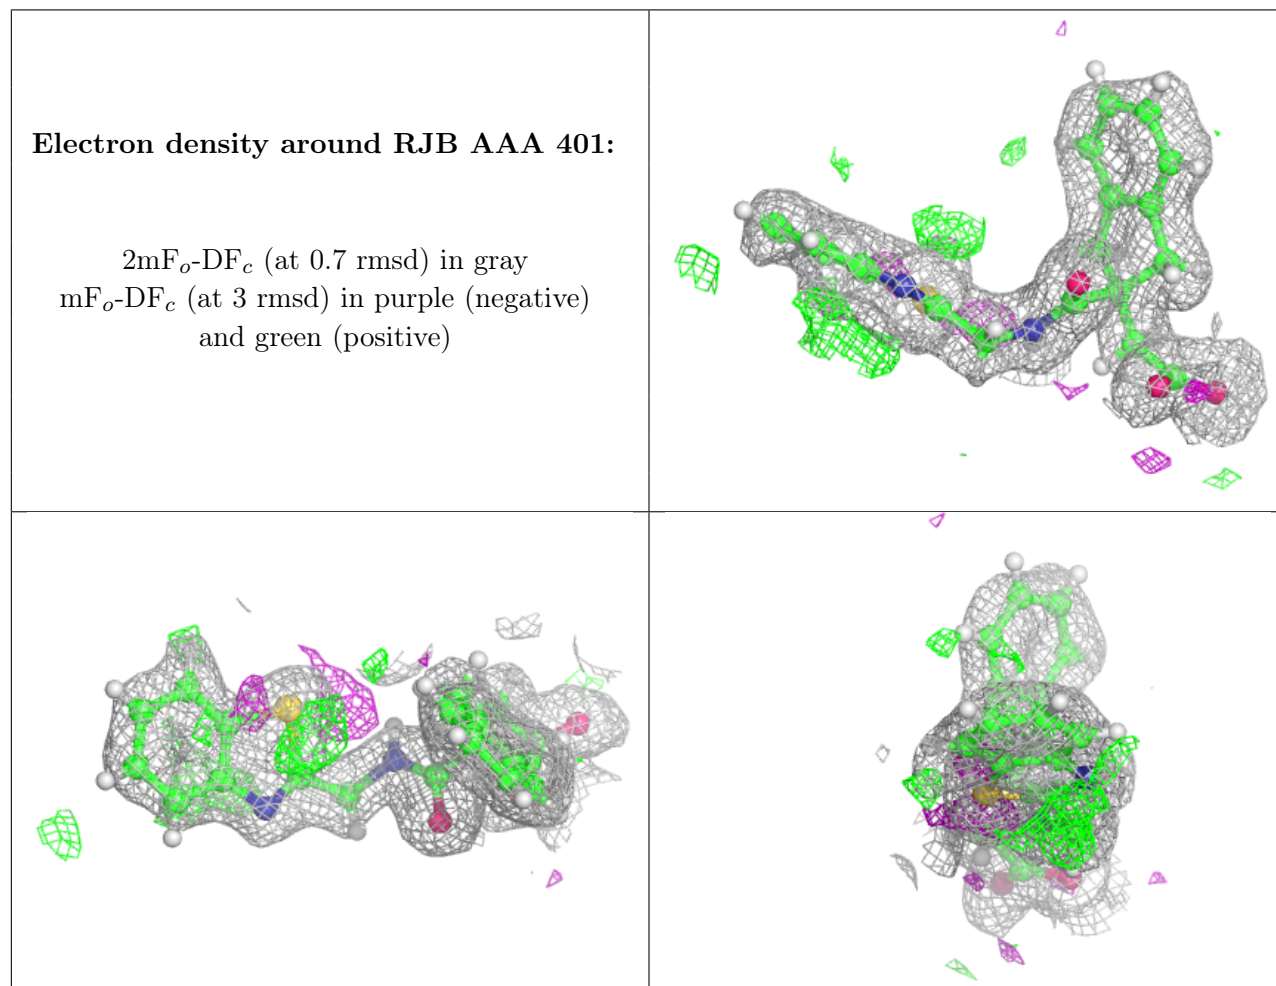 Electron density around RJB AAA 401:
2mFo-DFc (at 0.7 rmsd) in gray
mFo-DFc (at 3 rmsd) in purple (negative)
and green (positive)